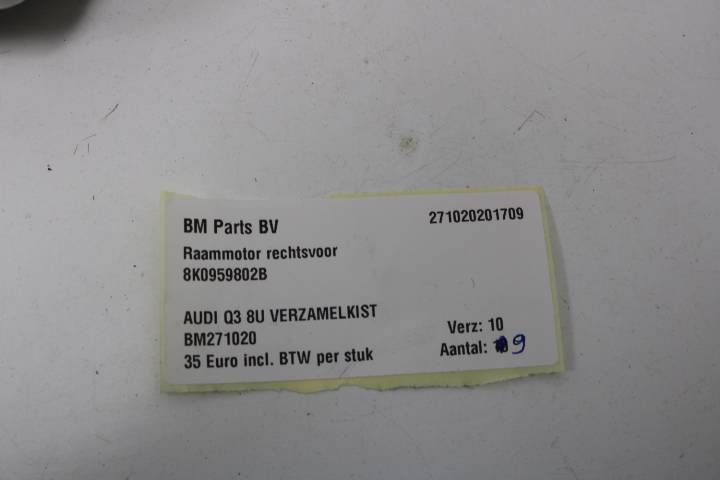 BM Parts BV
271020201709
Raammotor rechtsvoor
8K0959802B
AUDI Q3 8U VERZAMELKIST
BM271020
Verz: 10
35 Euro incl. BTW per stuk
Aantal: 9